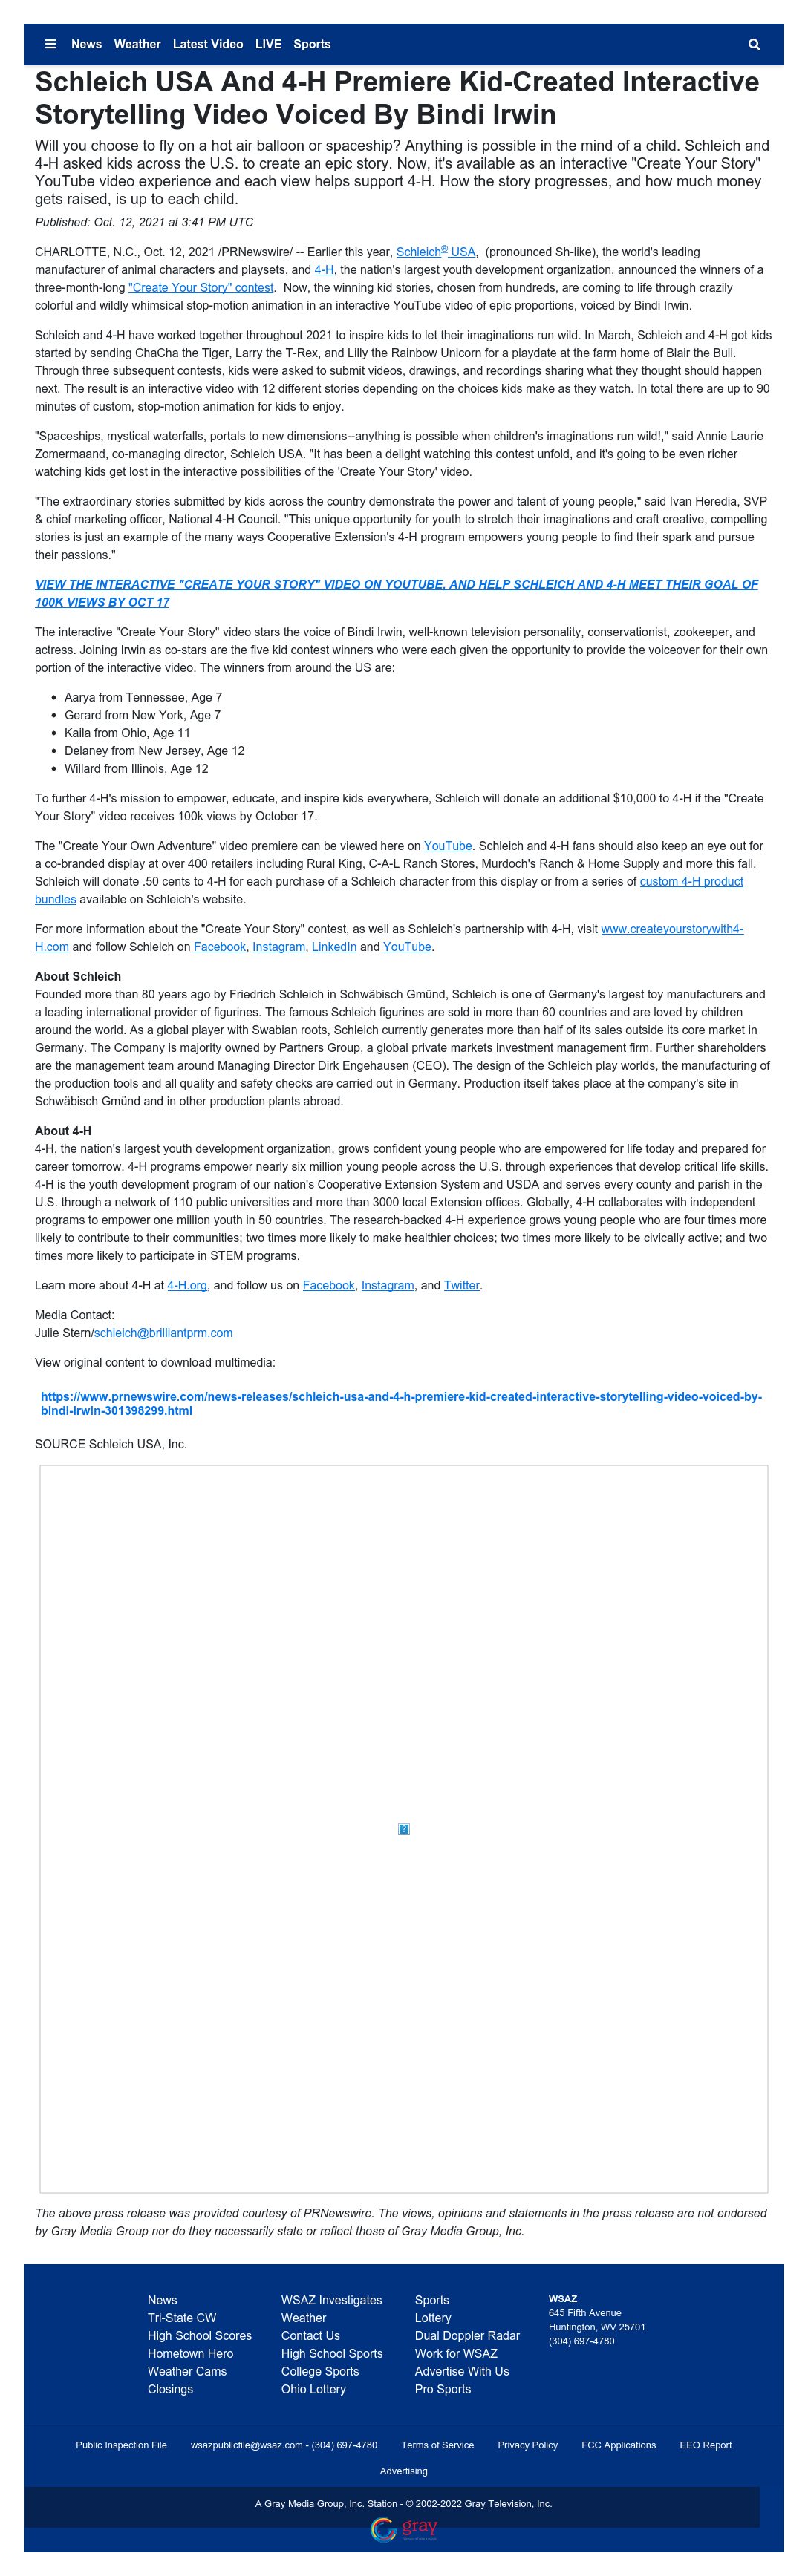 News Weather Latest Video LIVE Sports
Schleich USA And 4-H Premiere Kid-Created Interactive
Storytelling Video Voiced By Bindi Irwin
Will you choose to fly on a hot air balloon or spaceship? Anything is possible in the mind of a child. Schleich and
4-H asked kids across the U.S. to create an epic story. Now, it's available as an interactive "Create Your Story"
YouTube video experience and each view helps support 4-H. How the story progresses, and how much money
gets raised, is up to each child.
Published: Oct. 12, 2021 at 3:41 PM UTC
CHARLOTTE, N.C., Oct. 12, 2021 /PRNewswire/ -- Earlier this year, Schleich® USA, (pronounced Sh-like), the world's leading
manufacturer of animal characters and playsets, and 4-H, the nation's largest youth development organization, announced the winners of a
three-month-long "Create Your Story" contest. Now, the winning kid stories, chosen from hundreds, are coming to life through crazily
colorful and wildly whimsical stop-motion animation in an interactive YouTube video of epic proportions, voiced by Bindi Irwin.
Schleich and 4-H have worked together throughout 2021 to inspire kids to let their imaginations run wild. In March, Schleich and 4-H got kids
started by sending ChaCha the Tiger, Larry the T-Rex, and Lilly the Rainbow Unicorn for a playdate at the farm home of Blair the Bull.
Through three subsequent contests, kids were asked to submit videos, drawings, and recordings sharing what they thought should happen
next. The result is an interactive video with 12 different stories depending on the choices kids make as they watch. In total there are up to 90
minutes of custom, stop-motion animation for kids to enjoy.
"Spaceships, mystical waterfalls, portals to new dimensions--anything is possible when children's imaginations run wild!," said Annie Laurie
Zomermaand, co-managing director, Schleich USA. "It has been a delight watching this contest unfold, and it's going to be even richer
watching kids get lost in the interactive possibilities of the 'Create Your Story' video.
"The extraordinary stories submitted by kids across the country demonstrate the power and talent of young people," said Ivan Heredia, SVP
& chief marketing officer, National 4-H Council. "This unique opportunity for youth to stretch their imaginations and craft creative, compelling
stories is just an example of the many ways Cooperative Extension's 4-H program empowers young people to find their spark and pursue
their passions."
VIEW THE INTERACTIVE "CREATE YOUR STORY" VIDEO ON YOUTUBE, AND HELP SCHLEICH AND 4-H MEET THEIR GOAL OF
100K VIEWS BY OCT 17
The interactive "Create Your Story" video stars the voice of Bindi Irwin, well-known television personality, conservationist, zookeeper, and
actress. Joining Irwin as co-stars are the five kid contest winners who were each given the opportunity to provide the voiceover for their own
portion of the interactive video. The winners from around the US are:
• Aarya from Tennessee, Age 7
• Gerard from New York, Age 7
• Kaila from Ohio, Age 11
• Delaney from New Jersey, Age 12
• Willard from Illinois, Age 12
To further 4-H's mission to empower, educate, and inspire kids everywhere, Schleich will donate an additional $10,000 to 4-H if the "Create
Your Story" video receives 100k views by October 17.
The "Create Your Own Adventure" video premiere can be viewed here on YouTube. Schleich and 4-H fans should also keep an eye out for
a co-branded display at over 400 retailers including Rural King, C-A-L Ranch Stores, Murdoch's Ranch & Home Supply and more this fall.
Schleich will donate .50 cents to 4-H for each purchase of a Schleich character from this display or from a series of custom 4-H product
bundles available on Schleich's website.
For more information about the "Create Your Story" contest, as well as Schleich's partnership with 4-H, visit www.createyourstorywith4-
H.com and follow Schleich on Facebook, Instagram, LinkedIn and YouTube.
About Schleich
Founded more than 80 years ago by Friedrich Schleich in Schwäbisch Gmünd, Schleich is one of Germany's largest toy manufacturers and
a leading international provider of figurines. The famous Schleich figurines are sold in more than 60 countries and are loved by children
around the world. As a global player with Swabian roots, Schleich currently generates more than half of its sales outside its core market in
Germany. The Company is majority owned by Partners Group, a global private markets investment management firm. Further shareholders
are the management team around Managing Director Dirk Engehausen (CEO). The design of the Schleich play worlds, the manufacturing of
the production tools and all quality and safety checks are carried out in Germany. Production itself takes place at the company's site in
Schwäbisch Gmünd and in other production plants abroad.
About 4-H
4-H, the nation's largest youth development organization, grows confident young people who are empowered for life today and prepared for
career tomorrow. 4-H programs empower nearly six million young people across the U.S. through experiences that develop critical life skills.
4-H is the youth development program of our nation's Cooperative Extension System and USDA and serves every county and parish in the
U.S. through a network of 110 public universities and more than 3000 local Extension offices. Globally, 4-H collaborates with independent
programs to empower one million youth in 50 countries. The research-backed 4-H experience grows young people who are four times more
likely to contribute to their communities; two times more likely to make healthier choices; two times more likely to be civically active; and two
times more likely to participate in STEM programs.
Learn more about 4-H at 4-H.org, and follow us on Facebook, Instagram, and Twitter.
Media Contact:
Julie Stern/schleich@brilliantprm.com
View original content to download multimedia:
https://www.prnewswire.com/news-releases/schleich-usa-and-4-h-premiere-kid-created-interactive-storytelling-video-voiced-by-
bindi-irwin-301398299.html
SOURCE Schleich USA, Inc.
The above press release was provided courtesy of PRNewswire. The views, opinions and statements in the press release are not endorsed
by Gray Media Group nor do they necessarily state or reflect those of Gray Media Group, Inc.
News
Tri-State CW
High School Scores
Hometown Hero
Weather Cams
Closings
WSAZ Investigates
Weather
Contact Us
High School Sports
College Sports
Ohio Lottery
Sports
Lottery
Dual Doppler Radar
Work for WSAZ
Advertise With Us
Pro Sports
WSAZ
645 Fifth Avenue
Huntington, WV 25701
(304) 697-4780
Public Inspection File wsazpublicfile@wsaz.com - (304) 697-4780 Terms of Service Privacy Policy FCC Applications EEO Report
Advertising
A Gray Media Group, Inc. Station - © 2002-2022 Gray Television, Inc.
gray